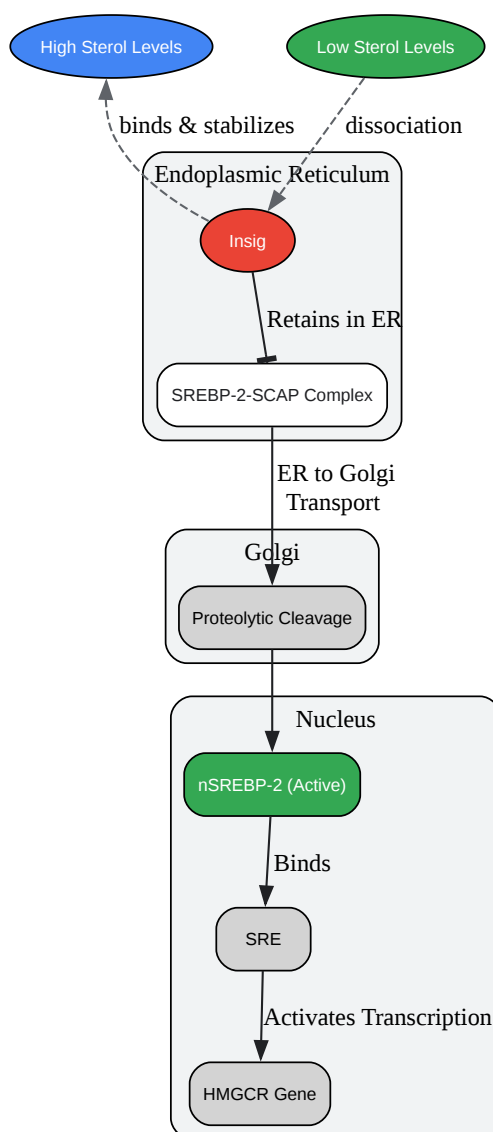 High Sterol Levels
Low Sterol Levels
binds & stabilizes
dissociation
Endoplasmic Reticulum
Insig
Retains in ER
SREBP-2-SCAP Complex
ER to Golgi
Transport
Golgi
Proteolytic Cleavage
Nucleus
nSREBP-2 (Active)
Binds
SRE
Activates Transcription
HMGCR Gene